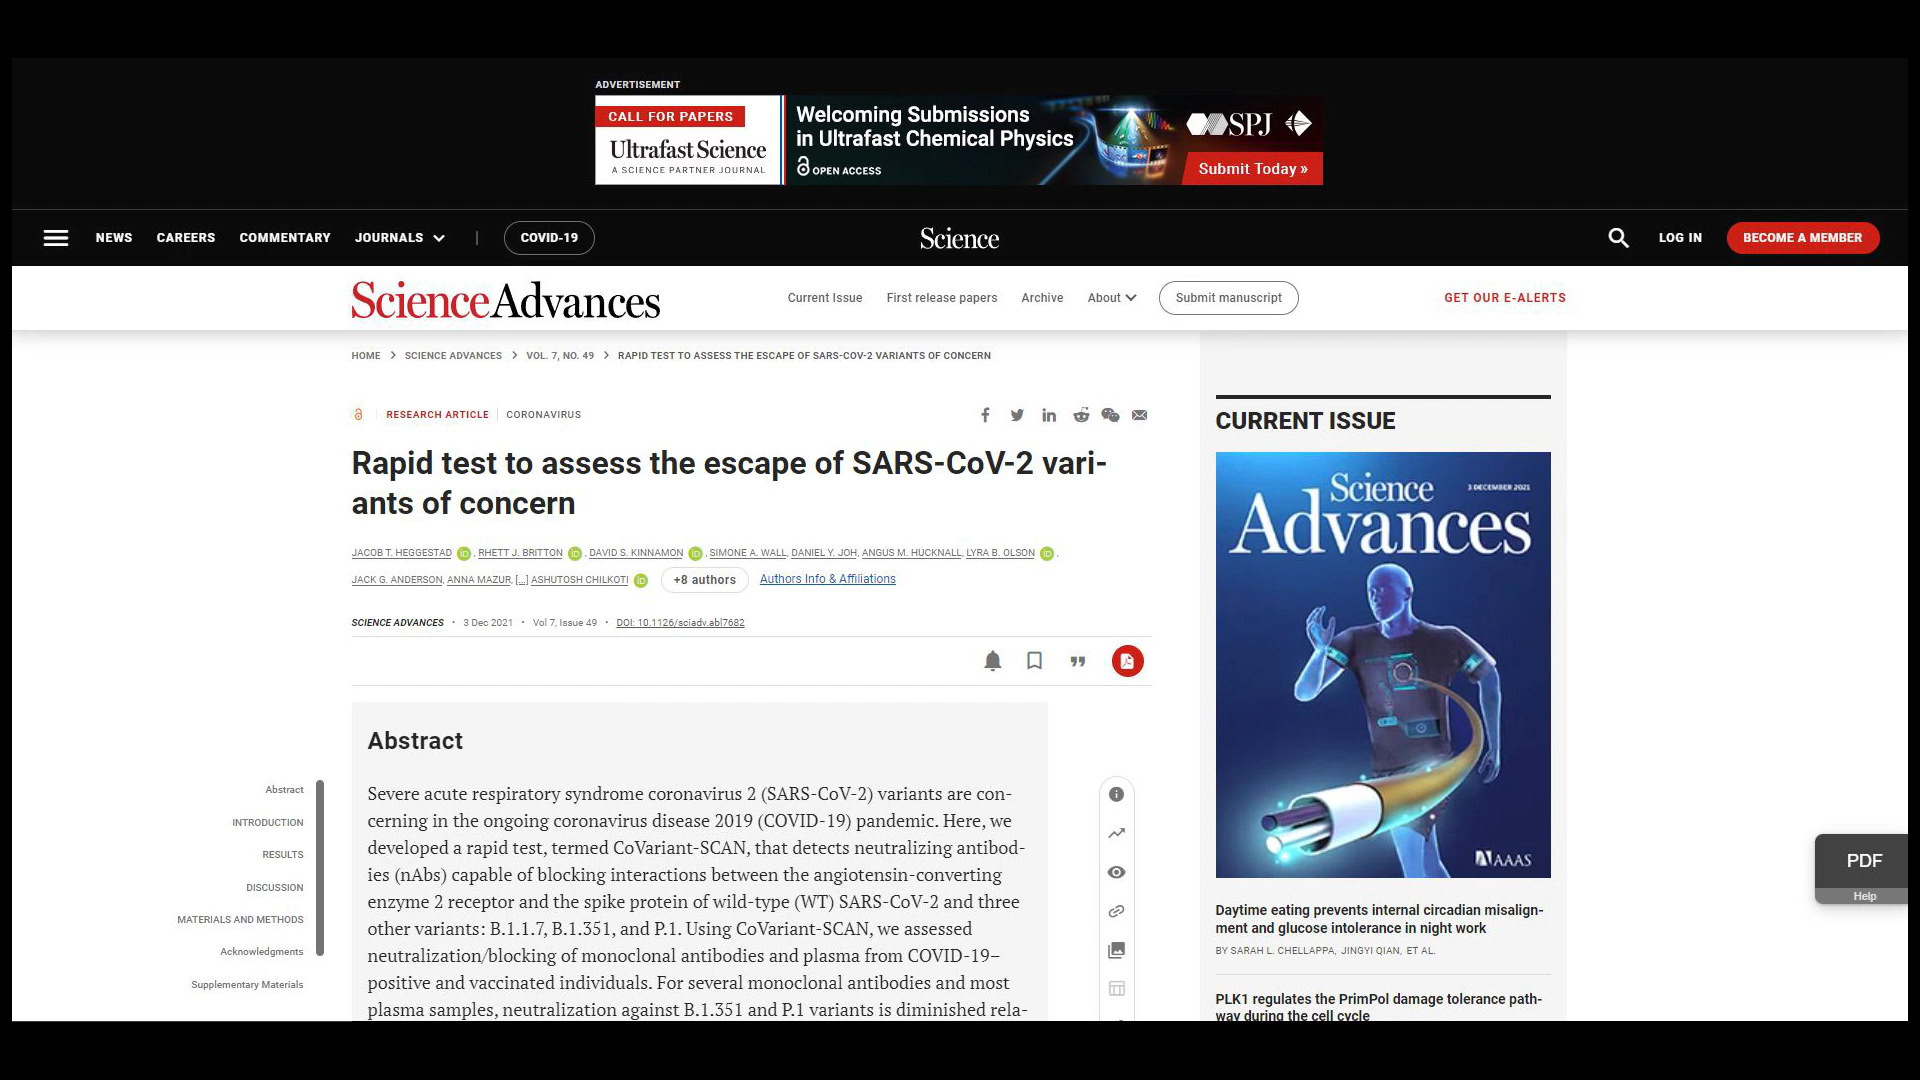 ADVERTISEMENT
CALL FOR PAPERS
Ultrafast Science
A SCIENCE PARTNER JOURNAL
Welcoming Submissions
in Ultrafast Chemical Physics
OPEN ACCESS
SPJ
Submit Today »
NEWS CAREERS COMMENTARY JOURNALS | COVID-19 Science LOG IN BECOME A MEMBER
ScienceAdvances Current Issue First release papers Archive About Submit manuscript GET OUR E-ALERTS
HOME > SCIENCE ADVANCES > VOL. 7, NO. 49 > RAPID TEST TO ASSESS THE ESCAPE OF SARS-COV-2 VARIANTS OF CONCERN
RESEARCH ARTICLE | CORONAVIRUS
Rapid test to assess the escape of SARS-CoV-2 vari-
ants of concern
JACOB T. HEGGESTAD iD, RHETT J. BRITTON iD, DAVID S. KINNAMON iD, SIMONE A. WALL, DANIEL Y. JOH, ANGUS M. HUCKNALL, LYRA B. OLSON iD,
JACK G. ANDERSON, ANNA MAZUR, [...] ASHUTOSH CHILKOTI iD +8 authors Authors Info & Affiliations
SCIENCE ADVANCES • 3 Dec 2021 • Vol 7, Issue 49 • DOI: 10.1126/sciadv.abl7682
Abstract
Severe acute respiratory syndrome coronavirus 2 (SARS-CoV-2) variants are con-
cerning in the ongoing coronavirus disease 2019 (COVID-19) pandemic. Here, we
developed a rapid test, termed CoVariant-SCAN, that detects neutralizing antibod-
ies (nAbs) capable of blocking interactions between the angiotensin-converting
enzyme 2 receptor and the spike protein of wild-type (WT) SARS-CoV-2 and three
other variants: B.1.1.7, B.1.351, and P.1. Using CoVariant-SCAN, we assessed
neutralization/blocking of monoclonal antibodies and plasma from COVID-19–
positive and vaccinated individuals. For several monoclonal antibodies and most
plasma samples, neutralization against B.1.351 and P.1 variants is diminished rela-
Abstract
INTRODUCTION
RESULTS
DISCUSSION
MATERIALS AND METHODS
Acknowledgments
Supplementary Materials
CURRENT ISSUE
Science
3 DECEMBER 2021
Advances
AAAS
Daytime eating prevents internal circadian misalign-
ment and glucose intolerance in night work
BY SARAH L. CHELLAPPA, JINGYI QIAN, ET AL.
PLK1 regulates the PrimPol damage tolerance path-
way during the cell cycle
PDF
Help